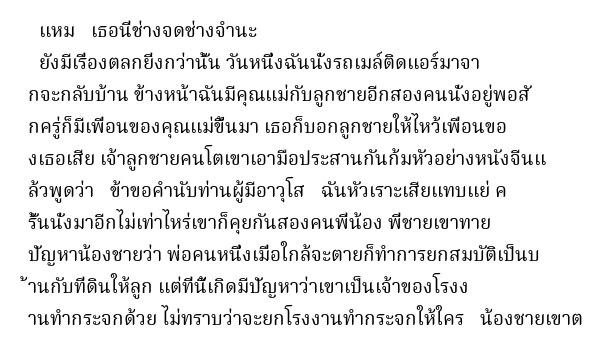 แหม   เธอนี่ช่างจดช่างจำนะ
ยังมีเรื่องตลกยิ่งกว่านั้น วันหนึ่งฉันนั่งรถเมล์ติดแอร์มาจา
กจะกลับบ้าน ข้างหน้าฉันมีคุณแม่กับลูกชายอีกสองคนนั่งอยู่พอสั
กครู่ก็มีเพื่อนของคุณแม่ขึ้นมา เธอก็บอกลูกชายให้ไหว้เพื่อนขอ
งเธอเสีย เจ้าลูกชายคนโตเขาเอามือประสานกันก้มหัวอย่างหนังจีนแ
ล้วพูดว่า   ข้าขอคำนับท่านผู้มีอาวุโส   ฉันหัวเราะเสียแทบแย่ ค
รั้นนั่งมาอีกไม่เท่าไหร่เขาก็คุยกันสองคนพี่น้อง พี่ชายเขาทาย
ปัญหาน้องชายว่า พ่อคนหนึ่งเมื่อใกล้จะตายก็ทำการยกสมบัติเป็นบ
้านกับที่ดินให้ลูก แต่ทีนี้เกิดมีปัญหาว่าเขาเป็นเจ้าของโรงง
านทำกระจกด้วย ไม่ทราบว่าจะยกโรงงานทำกระจกให้ใคร   น้องชายเขาต